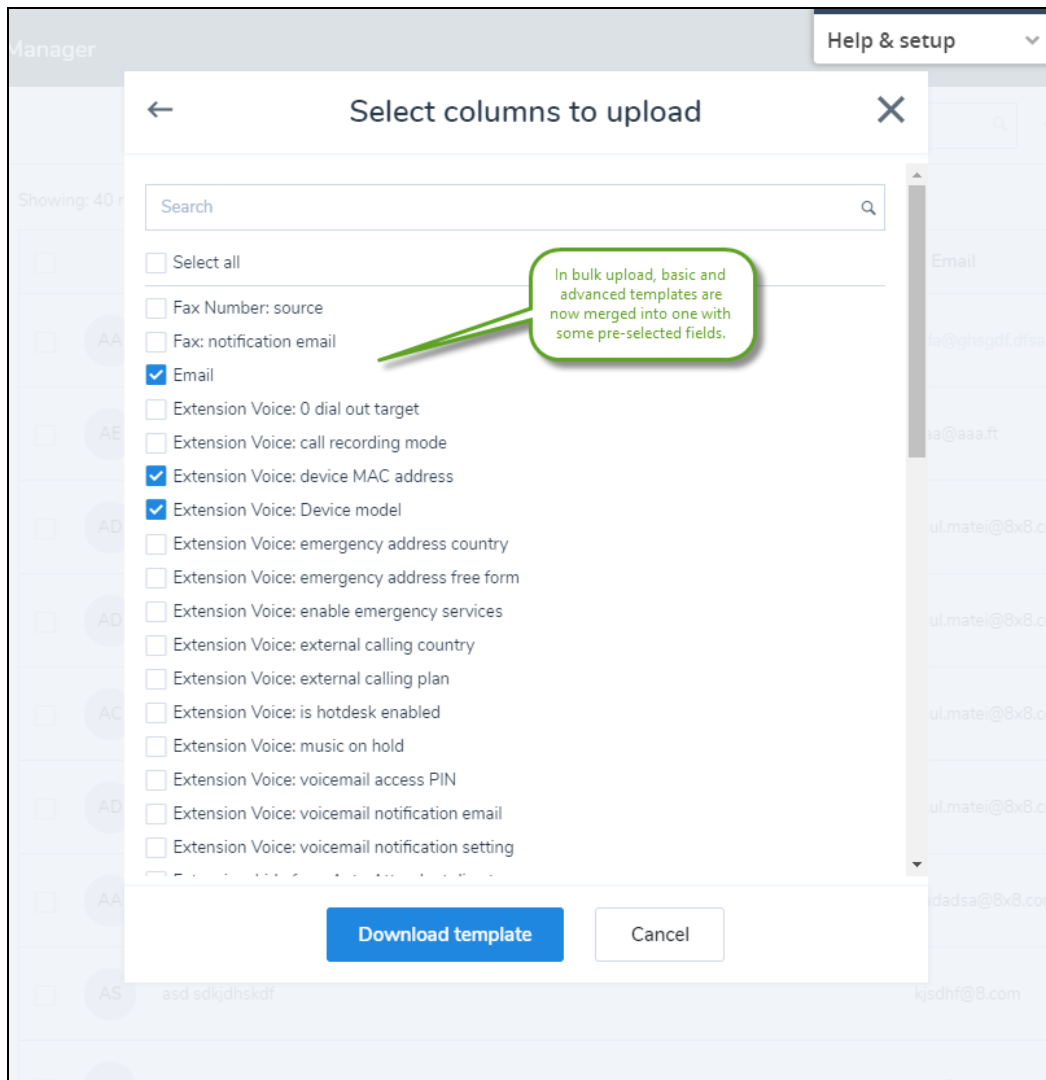 Manager
Help & setup
Select columns to upload
Showing: 40
Search
Select all
Email
In bulk upload, basic and
advanced templates are
now merged into one with
some pre-selected fields.
Fax Number: source
Fax: notification email
AA
Email
Extension Voice: 0 dial out target
AE
aa@aaa.ft
Extension Voice: call recording mode
Extension Voice: device MAC address
Extension Voice: Device model
AD
ul.matei@8x8.c
Extension Voice: emergency address country
Extension Voice: emergency address free form
Extension Voice: enable emergency services
AD
ul.matei@8x8.c
Extension Voice: external calling country
Extension Voice: external calling plan
Extension Voice: is hotdesk enabled
AC
ul.matei@8x8.c
Extension Voice: music on hold
Extension Voice: voicemail access PIN
AD
ul.matei@8x8.c
Extension Voice: voicemail notification email
Extension Voice: voicemail notification setting
AA
dadsa@8x8.co
Download template
Cancel
AS
asd sdkjdhskdf
kjsdhf@8.com